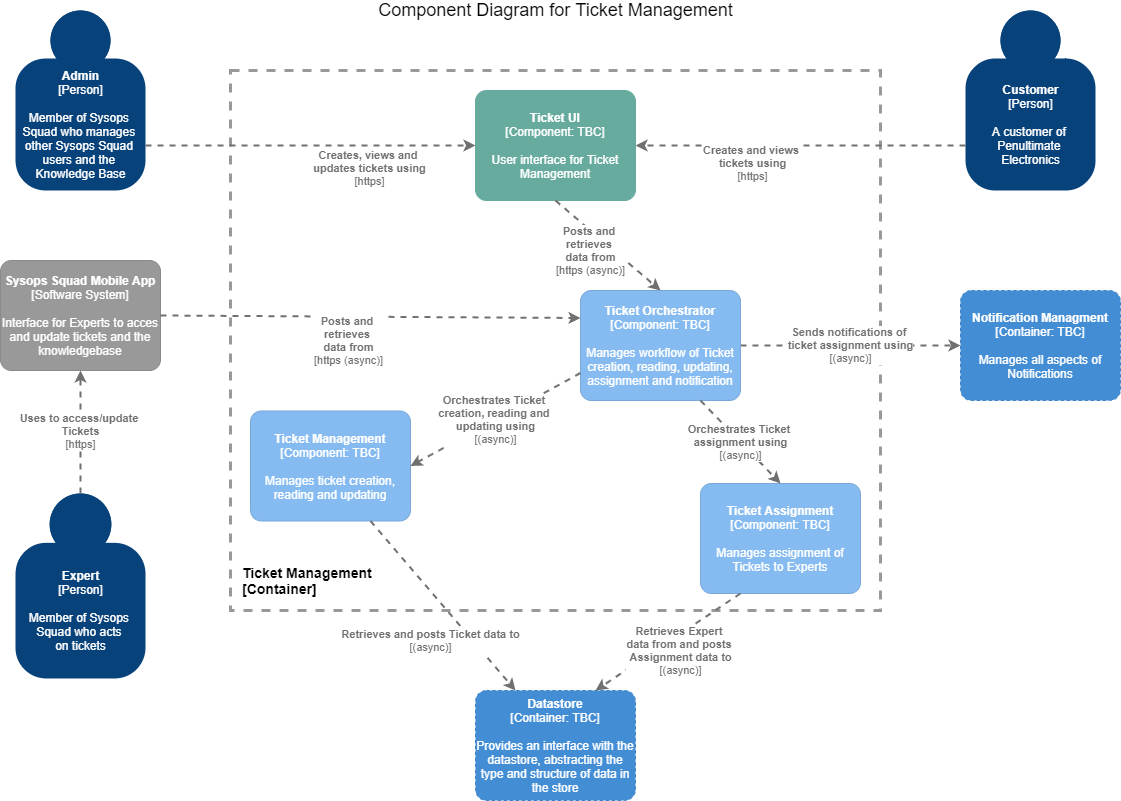 Component Diagram for Ticket Management
Admin
[Person]
Member of Sysops
Squad who manages
other Sysops Squad
users and the
Knowledge Base
Ticket UI
[Component: TBC]
User interface for Ticket
Management
Customer
[Person]
A customer of
Penultimate
Electronics
Creates, views and
updates tickets using
[https]
Creates and views
tickets using
[https]
Posts and
retrieves
data from
[https (async)]
Sysops Squad Mobile App
[Software System]
Interface for Experts to acces
and update tickets and the
knowledgebase
Posts and
retrieves
data from
[https (async)]
Ticket Orchestrator
[Component: TBC]
Manages workflow of Ticket
creation, reading, updating,
assignment and notification
Sends notifications of
ticket assignment using
[(async)]
Notification Managment
[Container: TBC]
Manages all aspects of
Notifications
Uses to access/update
Tickets
[https]
Orchestrates Ticket
creation, reading and
updating using
[(async)]
Orchestrates Ticket
assignment using
[(async)]
Ticket Management
[Component: TBC]
Manages ticket creation,
reading and updating
Ticket Assignment
[Component: TBC]
Manages assignment of
Tickets to Experts
Expert
[Person]
Member of Sysops
Squad who acts
on tickets
Ticket Management
[Container]
Retrieves and posts Ticket data to
[(async)]
Retrieves Expert
data from and posts
Assignment data to
[(async)]
Datastore
[Container: TBC]
Provides an interface with the
datastore, abstracting the
type and structure of data in
the store